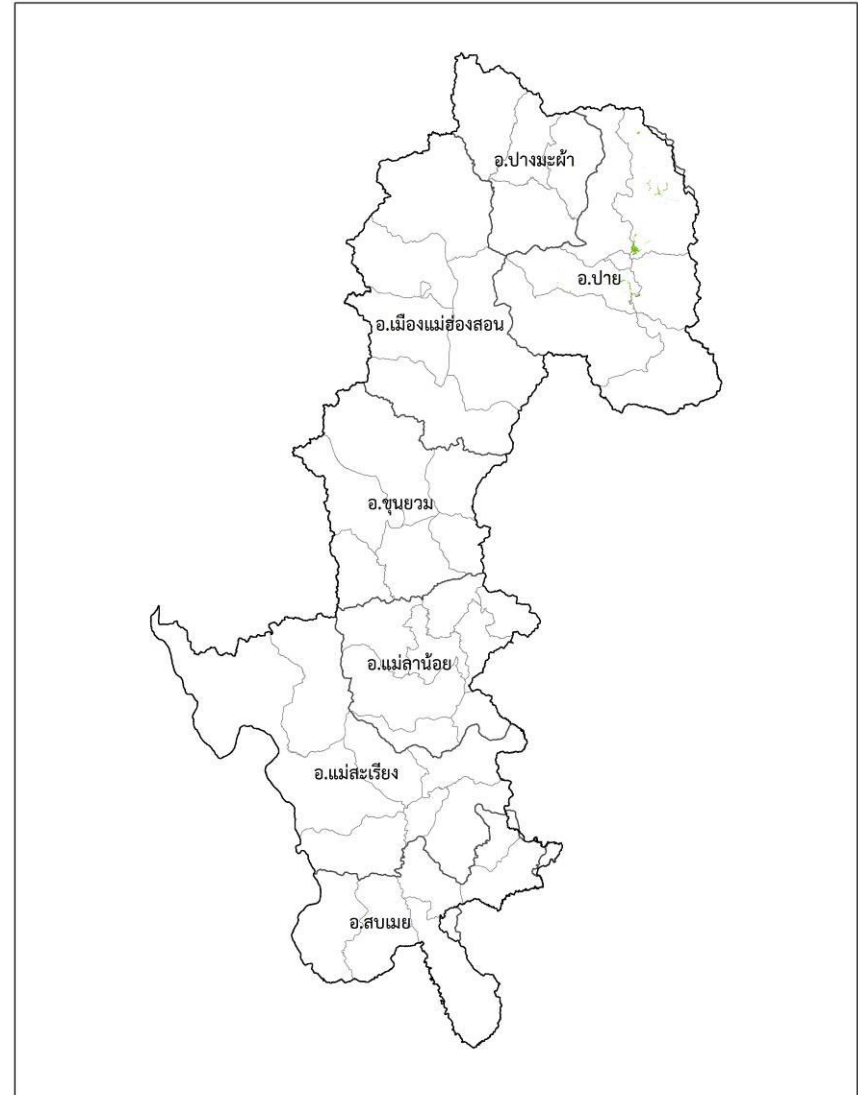 อ.ปางมะผ้า
อ.ปาย
อ.เมืองแม่ฮ่องสอน
อ.ขุนยวม
อ.แม่ลาน้อย
อ.แม่สะเรียง
อ.สบเมย